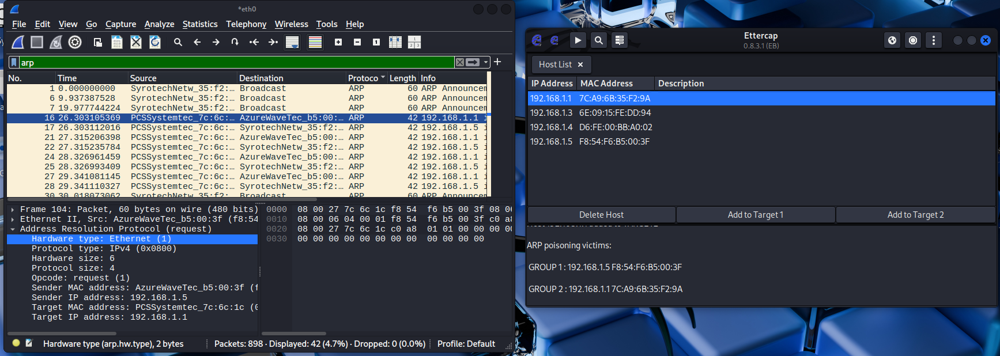 *eth0
File Edit View Go Capture Analyze Statistics Telephony Wireless Tools Help
arp
No. Time Source Destination Protoco Length Info
1 0.000000000 SyrotechNetw_35:f2:… Broadcast ARP 60 ARP Announcem
6 9.937387528 SyrotechNetw_35:f2:… Broadcast ARP 60 ARP Announcem
7 19.977744224 SyrotechNetw_35:f2:… Broadcast ARP 60 ARP Announcem
16 26.303105369 PCSSystemtec_7c:6c:… AzureWaveTec_b5:00:… ARP 42 192.168.1.1 i
17 26.303112016 PCSSystemtec_7c:6c:… SyrotechNetw_35:f2:… ARP 42 192.168.1.5 i
21 27.315206398 PCSSystemtec_7c:6c:… AzureWaveTec_b5:00:… ARP 42 192.168.1.1 i
22 27.315235784 PCSSystemtec_7c:6c:… SyrotechNetw_35:f2:… ARP 42 192.168.1.5 i
24 28.326961459 PCSSystemtec_7c:6c:… AzureWaveTec_b5:00:… ARP 42 192.168.1.1 i
25 28.326993409 PCSSystemtec_7c:6c:… SyrotechNetw_35:f2:… ARP 42 192.168.1.5 i
27 29.341081145 PCSSystemtec_7c:6c:… AzureWaveTec_b5:00:… ARP 42 192.168.1.1 i
28 29.341110327 PCSSystemtec_7c:6c:… SyrotechNetw_35:f2:… ARP 42 192.168.1.5 i
30 30.018073062 SyrotechNetw_35:f2:… Broadcast ARP 60 ARP Announcem
Frame 104: Packet, 60 bytes on wire (480 bits)
Ethernet II, Src: AzureWaveTec_b5:00:3f (f8:54
Address Resolution Protocol (request)
Hardware type: Ethernet (1)
Protocol type: IPv4 (0x0800)
Hardware size: 6
Protocol size: 4
Opcode: request (1)
Sender MAC address: AzureWaveTec_b5:00:3f (f
Sender IP address: 192.168.1.5
Target MAC address: PCSSystemtec_7c:6c:1c (0
Target IP address: 192.168.1.1
0000 08 00 27 7c 6c 1c f8 54 f6 b5 00 3f 08 06
0010 08 00 06 04 00 01 f8 54 f6 b5 00 3f c0 a8
0020 08 00 27 7c 6c 1c c0 a8 01 01 00 00 00 00
0030 00 00 00 00 00 00 00 00 00 00 00 00
Hardware type (arp.hw.type), 2 bytes Packets: 898 · Displayed: 42 (4.7%) · Dropped: 0 (0.0%) Profile: Default
Ettercap
0.8.3.1 (EB)
Host List
IP Address MAC Address Description
192.168.1.1 7C:A9:6B:35:F2:9A
192.168.1.3 6E:09:15:FE:DD:94
192.168.1.4 D6:FE:00:BB:A0:02
192.168.1.5 F8:54:F6:B5:00:3F
Delete Host Add to Target 1 Add to Target 2
ARP poisoning victims:
GROUP 1 : 192.168.1.5 F8:54:F6:B5:00:3F
GROUP 2 : 192.168.1.1 7C:A9:6B:35:F2:9A